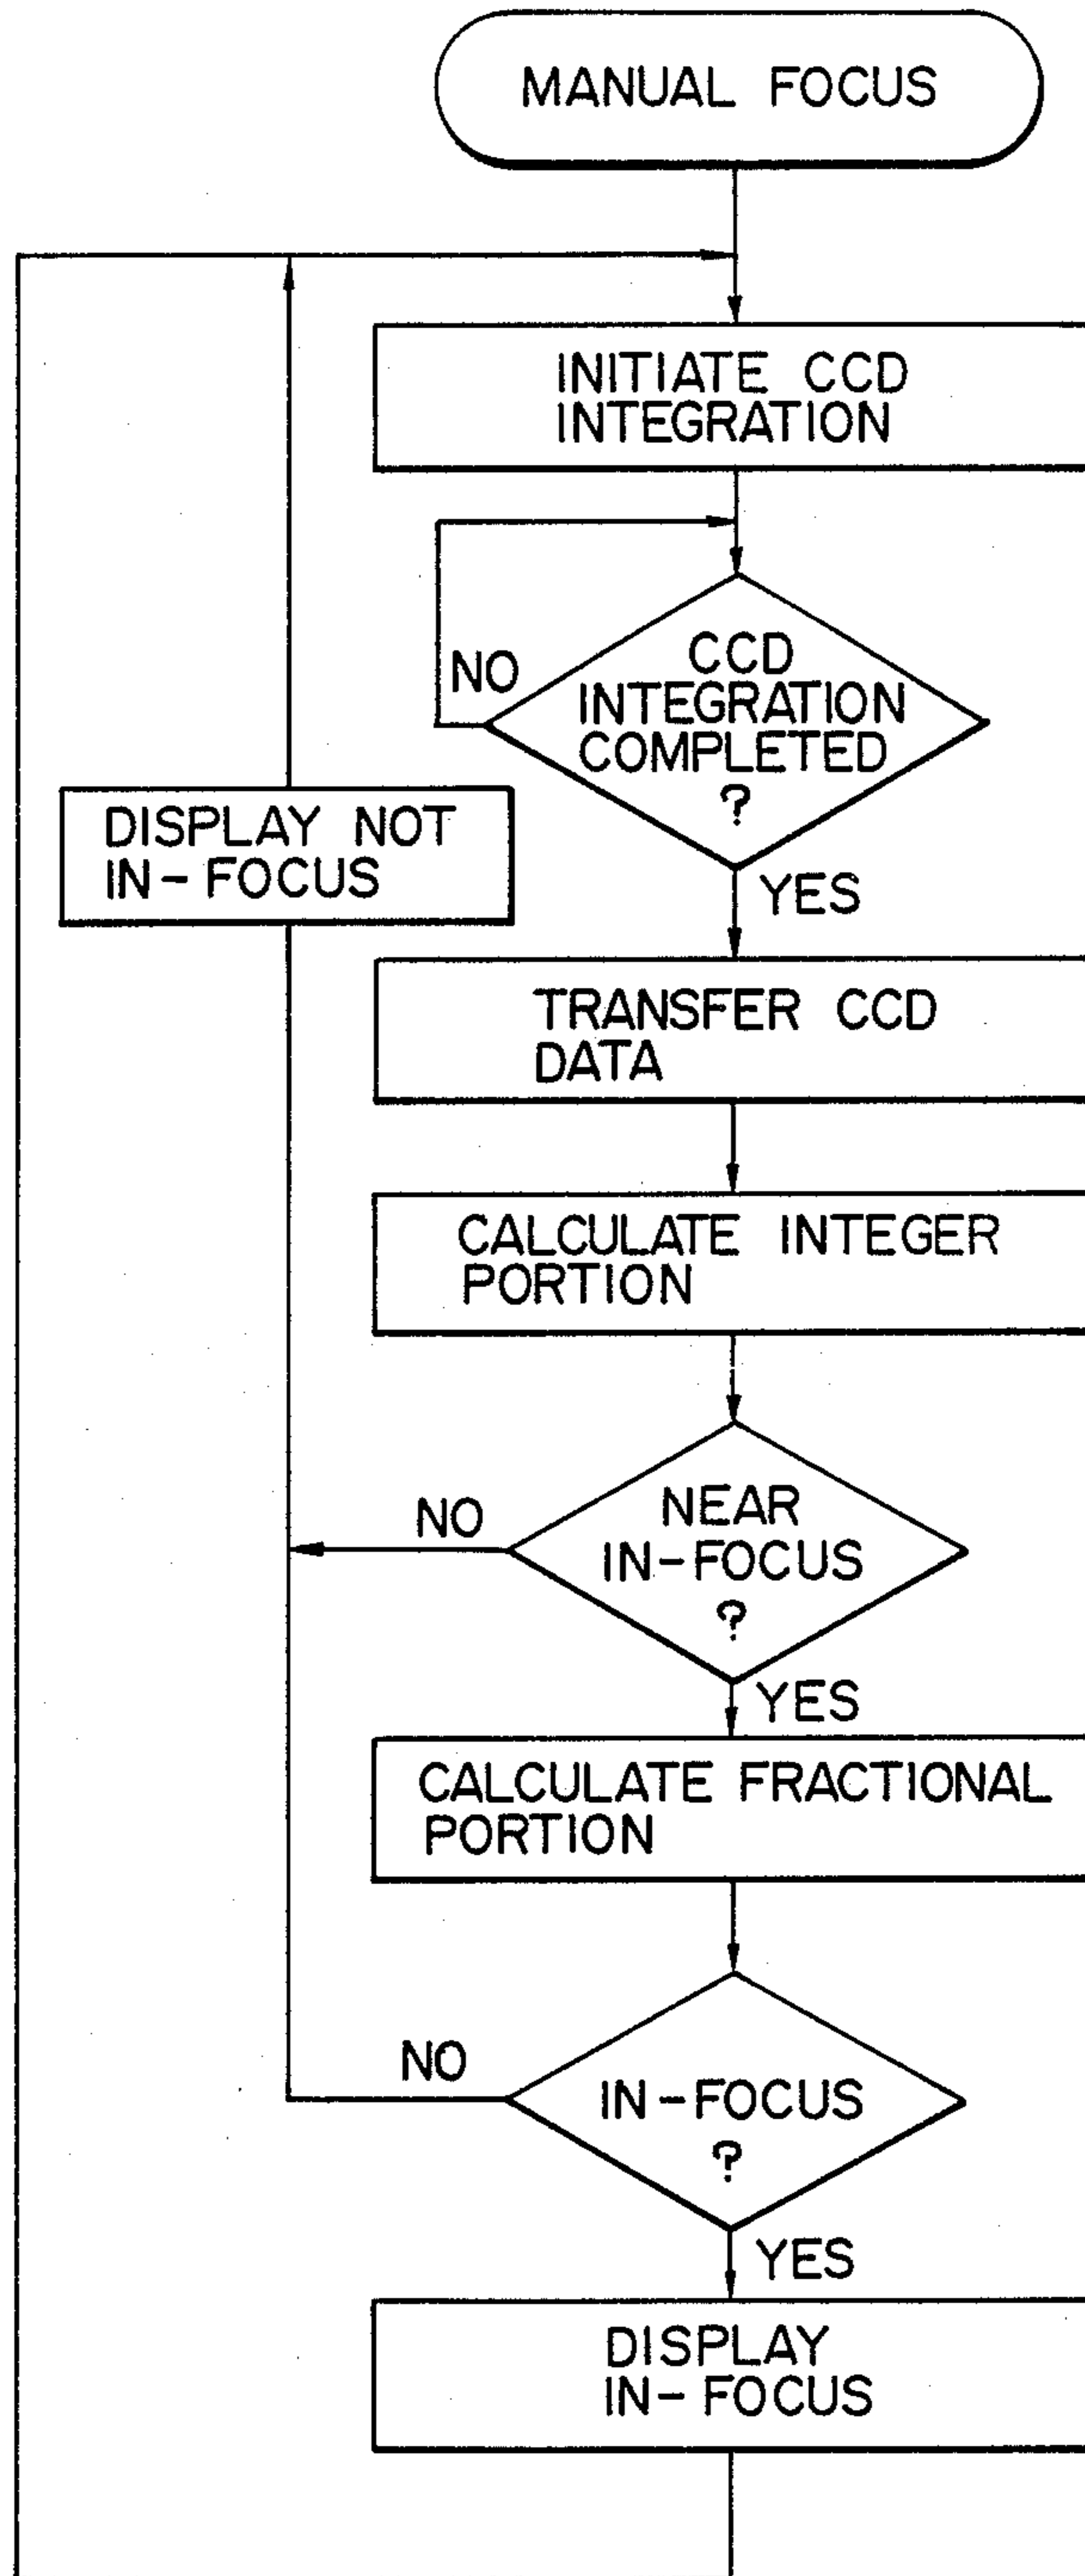 MANUAL FOCUS
INITIATE CCD
INTEGRATION
NO
CCD
INTEGRATION
COMPLETED
?
YES
DISPLAY NOT
IN-FOCUS
TRANSFER CCD
DATA
CALCULATE INTEGER
PORTION
NO
NEAR
IN-FOCUS
?
YES
CALCULATE FRACTIONAL
PORTION
NO
IN-FOCUS
?
YES
DISPLAY
IN-FOCUS